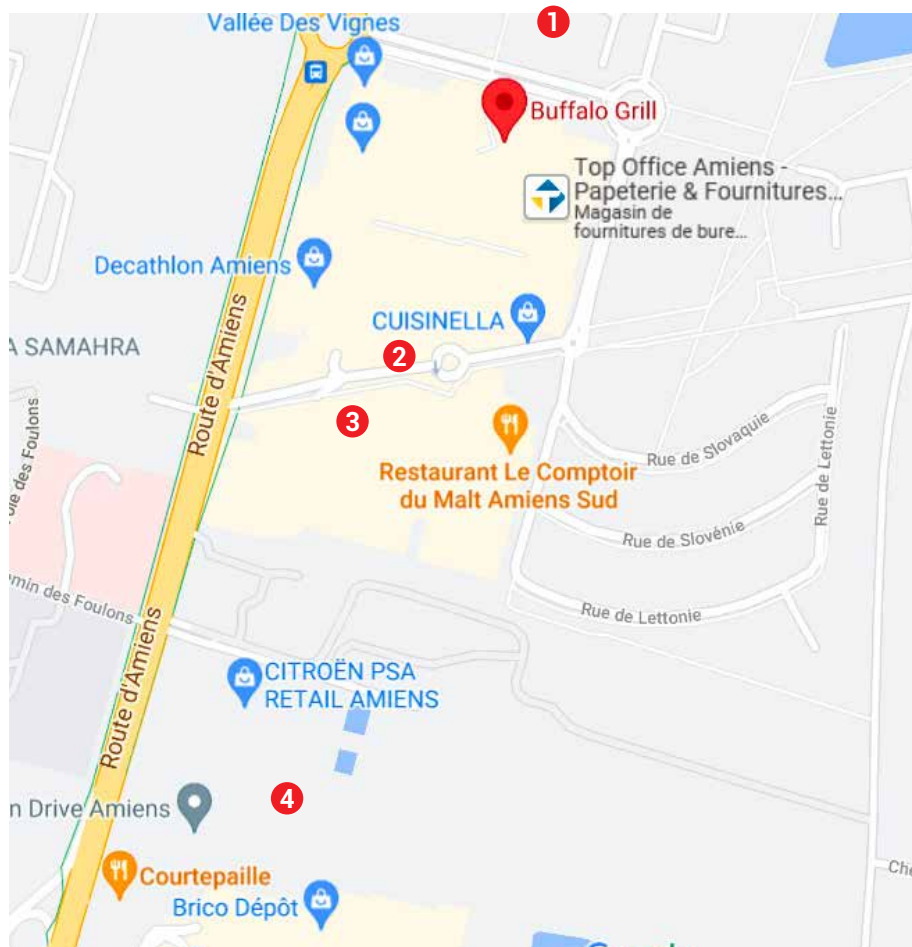 1
Vallée Des Vignes
Buffalo Grill
Top Office Amiens -
Papeterie & Fournitures...
Magasin de
fournitures de bure...
Decathlon Amiens
CUISINELLA
A SAMAHRA
2
Route d'Amiens
3
Restaurant Le Comptoir
du Malt Amiens Sud
Rue de Slovaquie
Rue de Lettonie
Rue de Slovénie
oie des Foulons
Rue de Lettonie
min des Foulons
Route d'Amiens
CITROËN PSA
RETAIL AMIENS
4
n Drive Amiens
Courtepaille
Brico Dépôt
Che